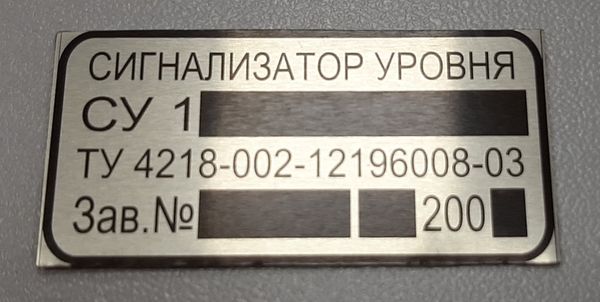 СИГНАЛИЗАТОР УРОВНЯ
СУ 1
ТУ 4218-002-12196008-03
Зав.№ 200